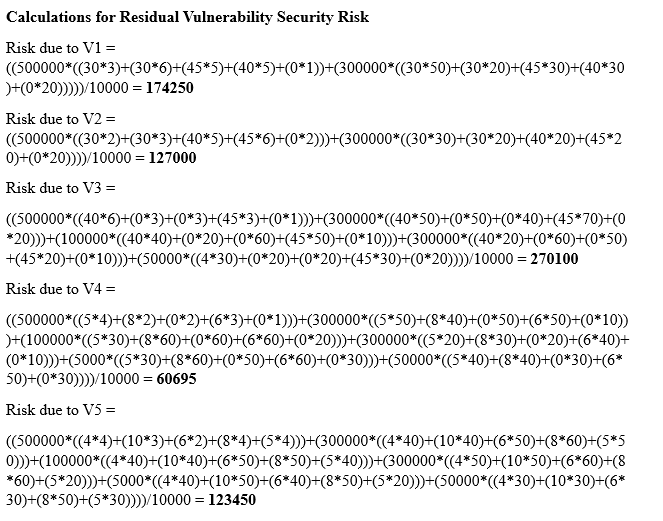 Calculations for Residual Vulnerability Security Risk
Risk due to V1 =
((500000*((30*3)+(30*6)+(45*5)+(40*5)+(0*1))+(300000*((30*50)+(30*20)+(45*30)+(40*30
)+(0*20)))))/10000 = 174250
Risk due to V2 =
((500000*((30*2)+(30*3)+(40*5)+(45*6)+(0*2)))+(300000*((30*30)+(30*20)+(40*20)+(45*2
0)+(0*20))))/10000 = 127000
Risk due to V3 =
((500000*((40*6)+(0*3)+(0*3)+(45*3)+(0*1)))+(300000*((40*50)+(0*50)+(0*40)+(45*70)+(0
*20)))+(100000*((40*40)+(0*20)+(0*60)+(45*50)+(0*10)))+(300000*((40*20)+(0*60)+(0*50)
+(45*20)+(0*10)))+(50000*((4*30)+(0*20)+(0*20)+(45*30)+(0*20))))/10000 = 270100
Risk due to V4 =
((500000*((5*4)+(8*2)+(0*2)+(6*3)+(0*1)))+(300000*((5*50)+(8*40)+(0*50)+(6*50)+(0*10))
)+(100000*((5*30)+(8*60)+(0*60)+(6*60)+(0*20)))+(300000*((5*20)+(8*30)+(0*20)+(6*40)+
(0*10)))+(5000*((5*30)+(8*60)+(0*50)+(6*60)+(0*30)))+(50000*((5*40)+(8*40)+(0*30)+(6*
50)+(0*30))))/10000 = 60695
Risk due to V5 =
((500000*((4*4)+(10*3)+(6*2)+(8*4)+(5*4)))+(300000*((4*40)+(10*40)+(6*50)+(8*60)+(5*5
0)))+(100000*((4*40)+(10*40)+(6*50)+(8*50)+(5*40)))+(300000*((4*50)+(10*50)+(6*60)+(8
*60)+(5*20)))+(5000*((4*40)+(10*50)+(6*40)+(8*50)+(5*20)))+(50000*((4*30)+(10*30)+(6*
30)+(8*50)+(5*30))))/10000 = 123450